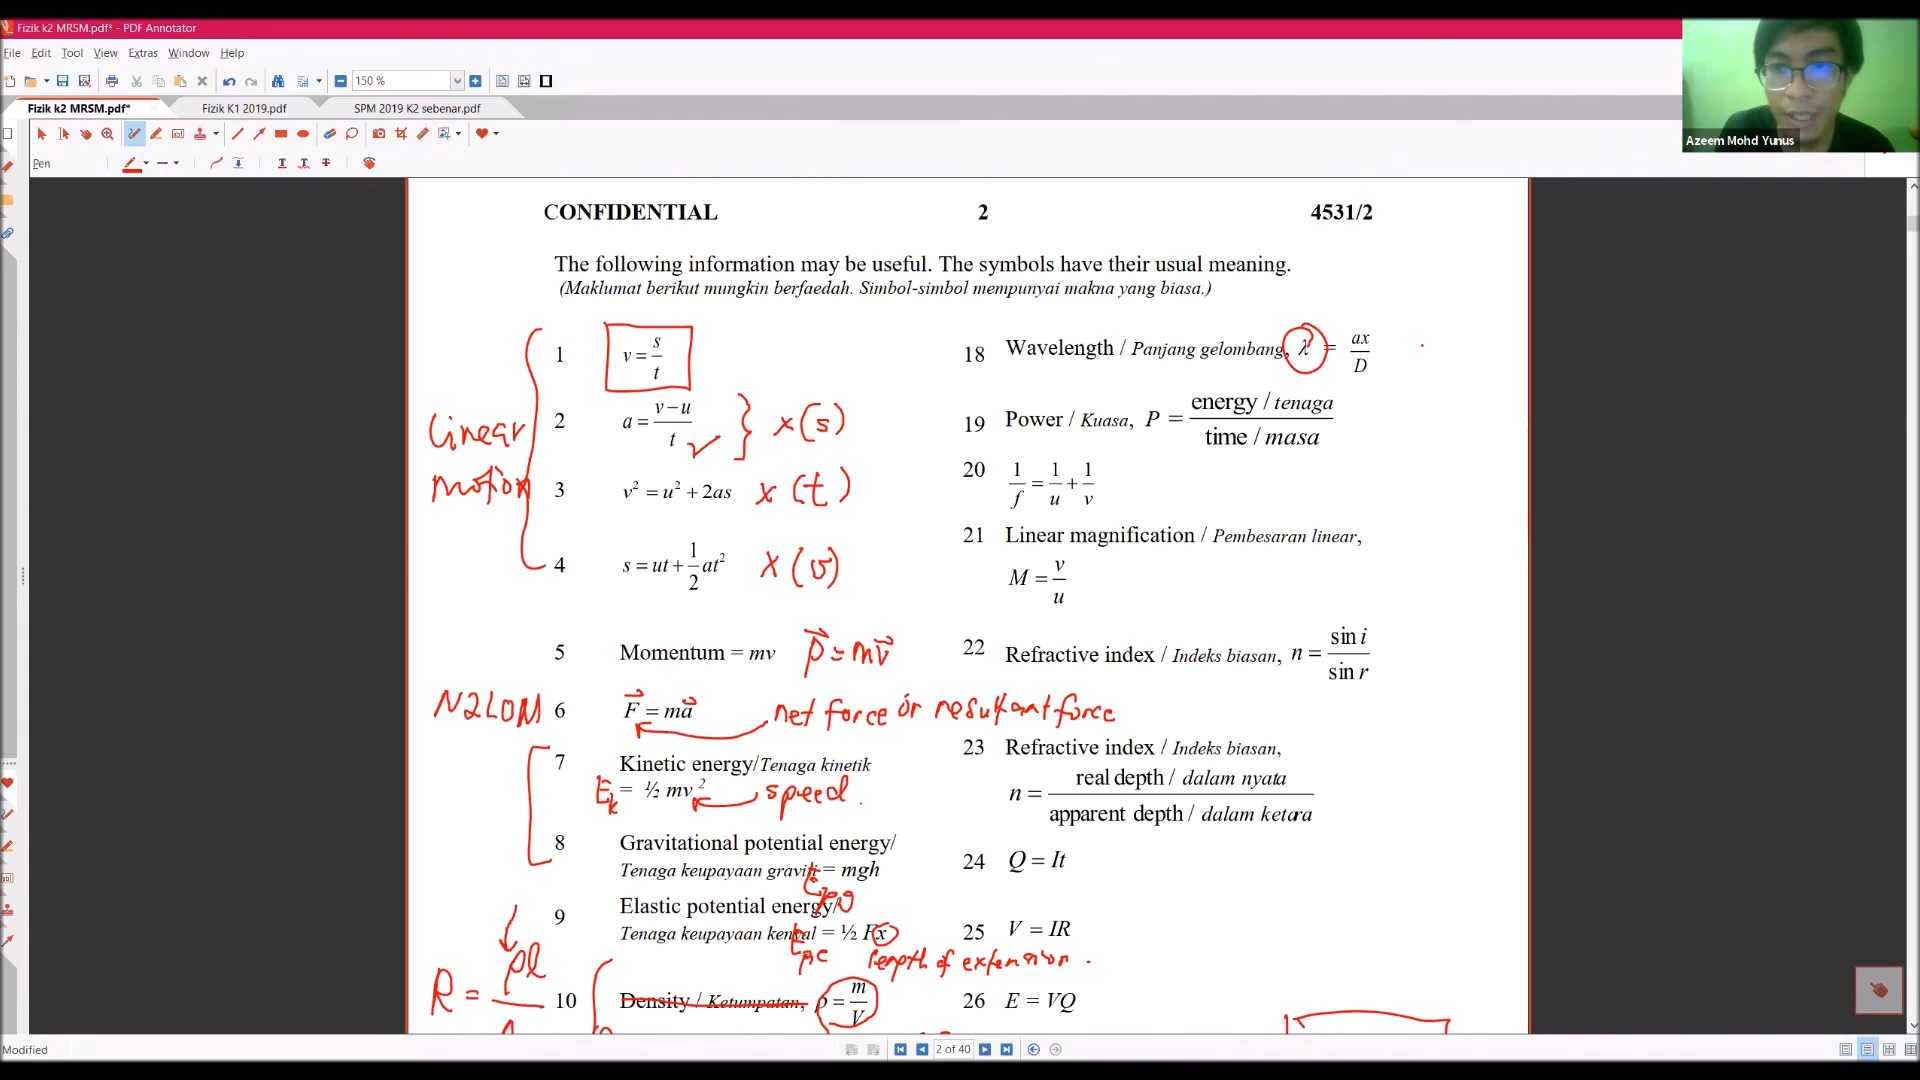 Fizik k2 MRSM.pdf* - PDF Annotator
File Edit Tool View Extras Window Help
150 %
Fizik k2 MRSM.pdf* Fizik K1 2019.pdf SPM 2019 K2 sebenar.pdf
Pen
Azeem Mohd Yunus
CONFIDENTIAL 2 4531/2
The following information may be useful. The symbols have their usual meaning.
(Maklumat berikut mungkin berfaedah. Simbol-simbol mempunyai makna yang biasa.)
Linear motion
1 v = s/t
2 a = (v – u)/t ✓ } x (s)
3 v² = u² + 2as x (t)
4 s = ut + 1/2 at² x (v)
5 Momentum = mv p = mv
N2LOM 6 F = ma net force or resultant force
7 Kinetic energy/Tenaga kinetik
Ek = ½ mv² speed.
8 Gravitational potential energy/
Tenaga keupayaan graviti = mgh
9 Elastic potential energy/
Tenaga keupayaan kenyal = ½ Fx
length of extension.
R = ρl
10 Density / Ketumpatan, ρ = m/V
18 Wavelength / Panjang gelombang, λ = ax/D
19 Power / Kuasa, P = energy / tenaga
time / masa
20 1/f = 1/u + 1/v
21 Linear magnification / Pembesaran linear,
M = v/u
22 Refractive index / Indeks biasan, n = sin i/sin r
23 Refractive index / Indeks biasan,
n = real depth / dalam nyata
apparent depth / dalam ketara
24 Q = It
25 V = IR
26 E = VQ
Modified
2 of 40